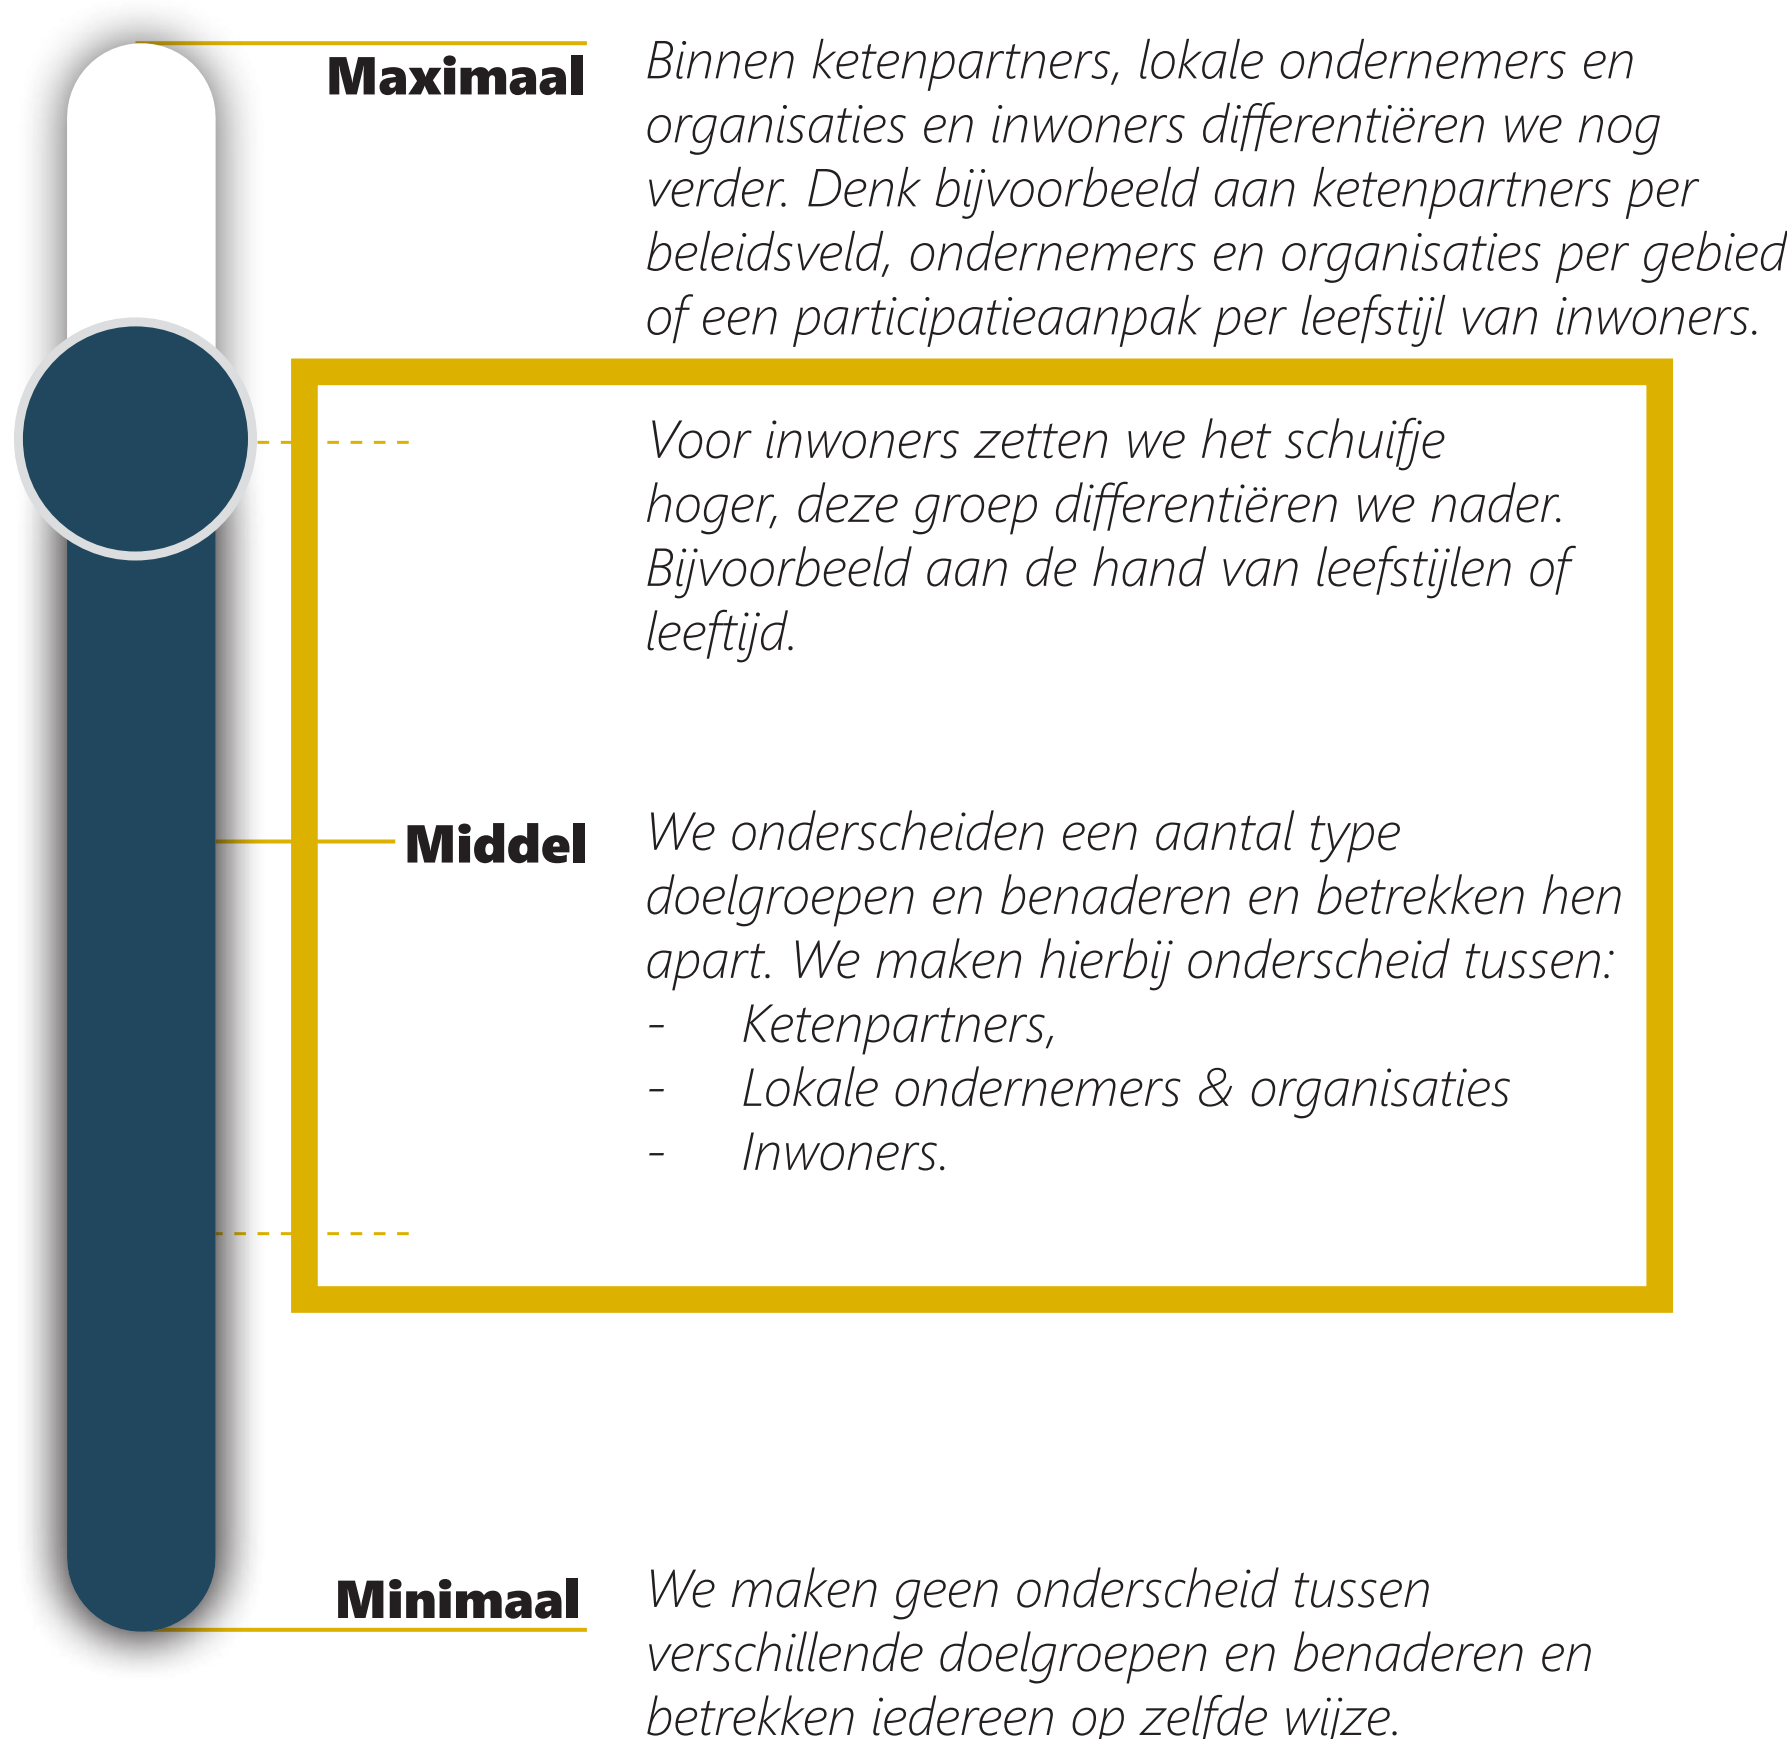 Maximaal
Binnen ketenpartners, lokale ondernemers en
organisaties en inwoners differentiëren we nog
verder. Denk bijvoorbeeld aan ketenpartners per
beleidsveld, ondernemers en organisaties per gebied
of een participatieaanpak per leefstijl van inwoners.
Voor inwoners zetten we het schuifje
hoger, deze groep differentiëren we nader.
Bijvoorbeeld aan de hand van leefstijlen of
leeftijd.
Middel
We onderscheiden een aantal type
doelgroepen en benaderen en betrekken hen
apart. We maken hierbij onderscheid tussen:
- Ketenpartners,
- Lokale ondernemers & organisaties
- Inwoners.
Minimaal
We maken geen onderscheid tussen
verschillende doelgroepen en benaderen en
betrekken iedereen op zelfde wijze.